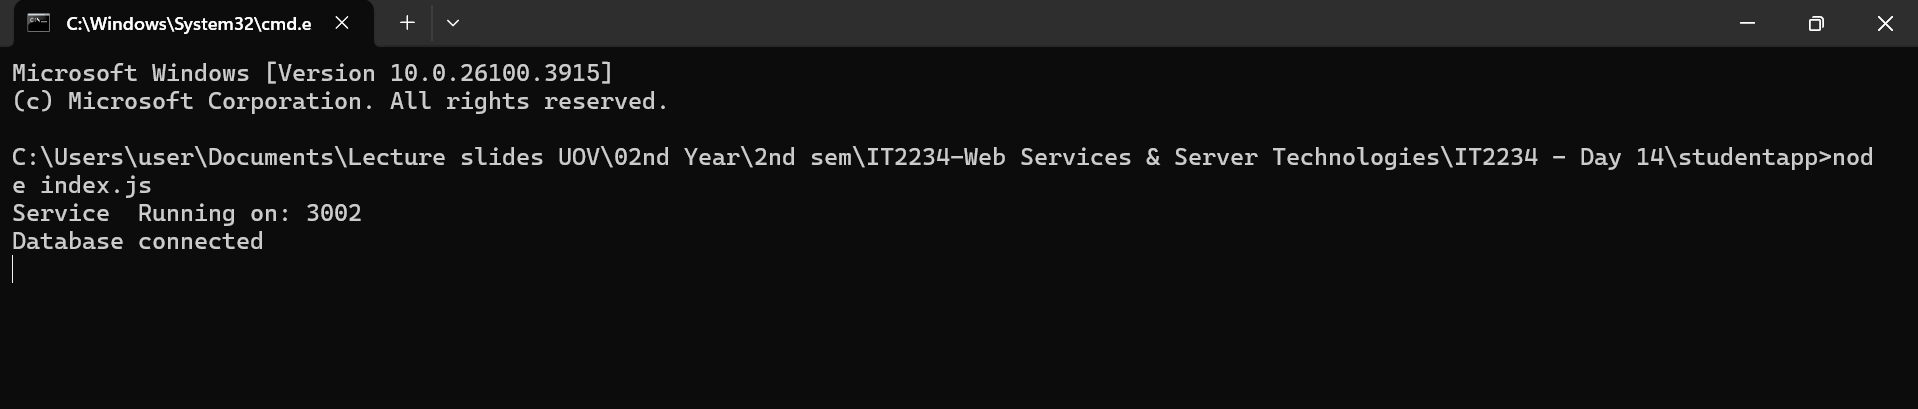 C:\Windows\System32\cmd.e
Microsoft Windows [Version 10.0.26100.3915]
(c) Microsoft Corporation. All rights reserved.
C:\Users\user\Documents\Lecture slides UOV\02nd Year\2nd sem\IT2234-Web Services & Server Technologies\IT2234 - Day 14\studentapp>nod
e index.js
Service  Running on: 3002
Database connected